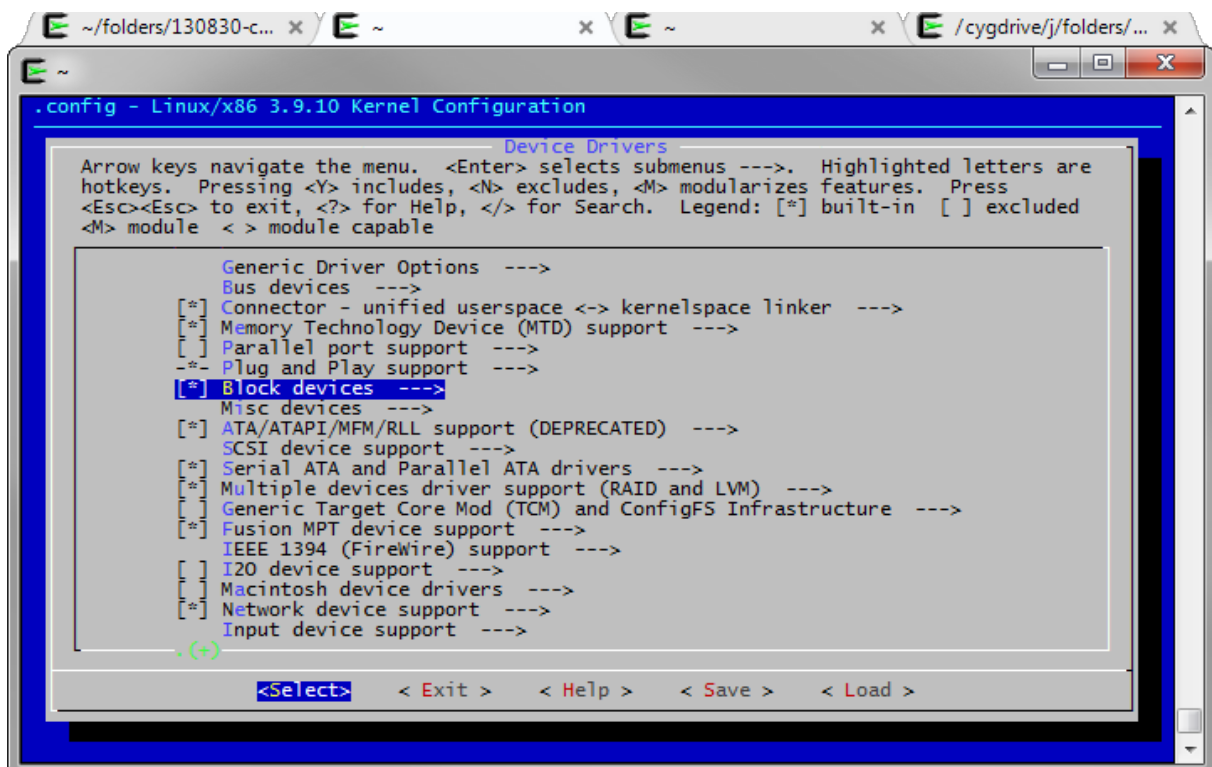 ~/folders/130830-c... ~ ~ /cygdrive/j/folders/...
~
.config - Linux/x86 3.9.10 Kernel Configuration
Device Drivers
Arrow keys navigate the menu.  <Enter> selects submenus --->.  Highlighted letters are
hotkeys.  Pressing <Y> includes, <N> excludes, <M> modularizes features.  Press
<Esc><Esc> to exit, <?> for Help, </> for Search.  Legend: [*] built-in  [ ] excluded
<M> module  < > module capable
Generic Driver Options  --->
Bus devices  --->
[*] Connector - unified userspace <-> kernelspace linker  --->
[*] Memory Technology Device (MTD) support  --->
[ ] Parallel port support  --->
-*- Plug and Play support  --->
[*] Block devices  --->
Misc devices  --->
[*] ATA/ATAPI/MFM/RLL support (DEPRECATED)  --->
SCSI device support  --->
[*] Serial ATA and Parallel ATA drivers  --->
[*] Multiple devices driver support (RAID and LVM)  --->
[ ] Generic Target Core Mod (TCM) and ConfigFS Infrastructure  --->
[*] Fusion MPT device support  --->
IEEE 1394 (FireWire) support  --->
[ ] I2O device support  --->
[ ] Macintosh device drivers  --->
[*] Network device support  --->
Input device support  --->
.(+)
<Select>    < Exit >    < Help >    < Save >    < Load >